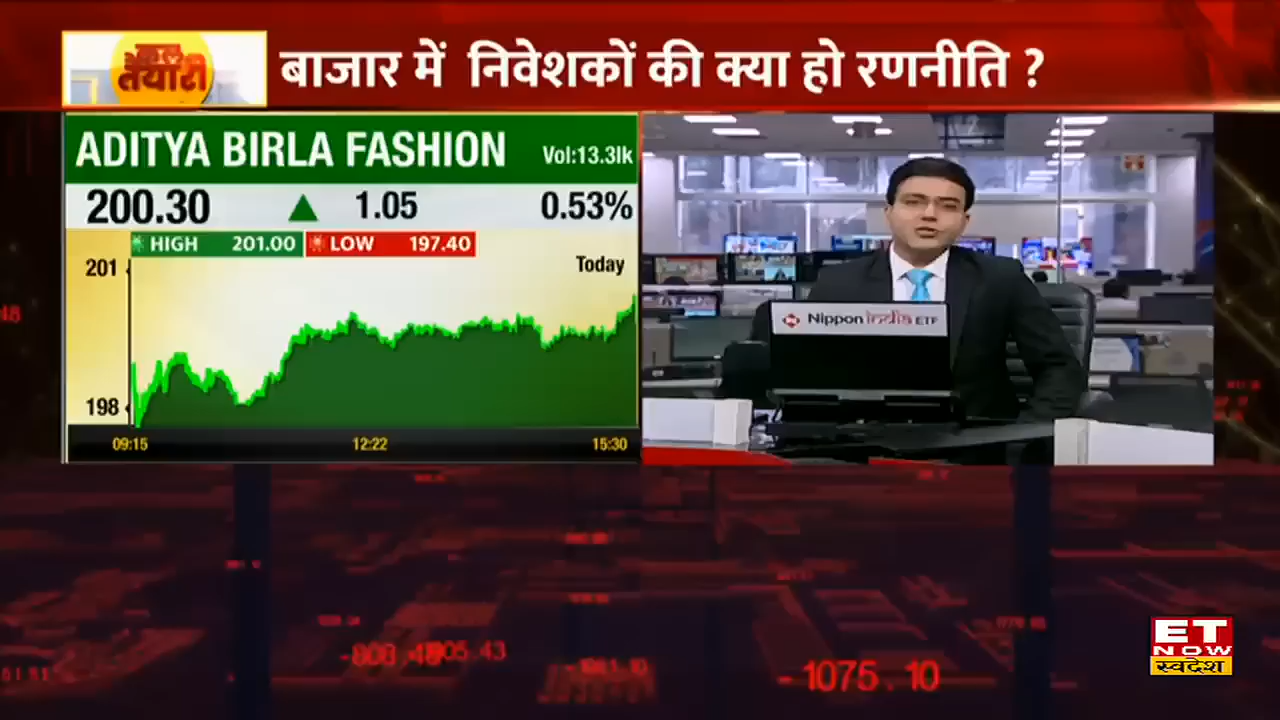 कल की
तैयारी
बाजार में निवेशकों की क्या हो रणनीति ?
ADITYA BIRLA FASHION Vol:13.3lk
200.30 ▲ 1.05 0.53%
HIGH 201.00 LOW 197.40
201 Today
198
09:15 12:22 15:30
Nippon india ETF
-1075.10
ET
NOW
स्वदेश